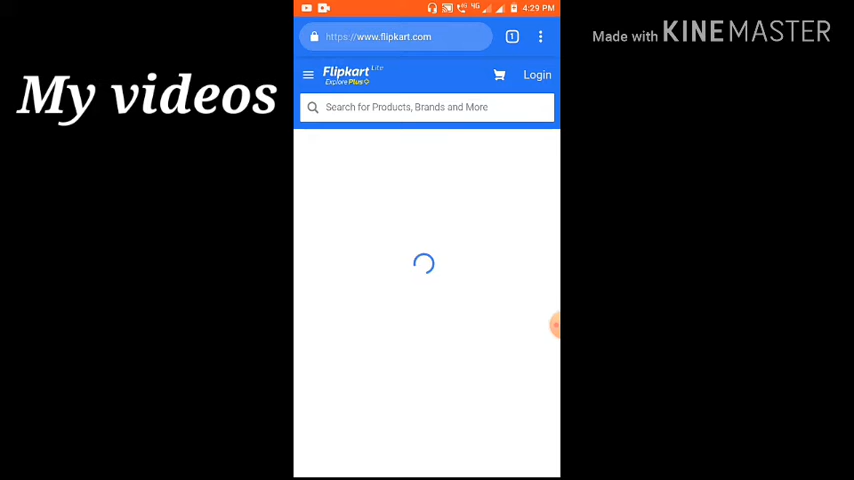 4G 4:29 PM
https://www.flipkart.com 1
Made with KINEMASTER
My videos
Flipkart Lite
Explore Plus
Login
Search for Products, Brands and More